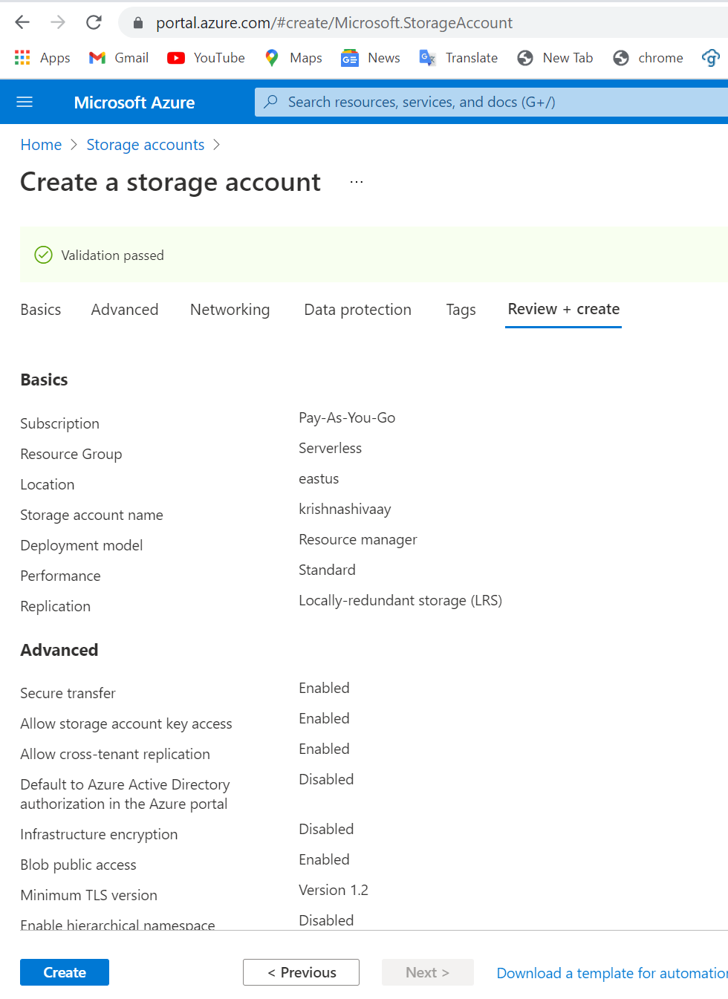 portal.azure.com/#create/Microsoft.StorageAccount
Apps Gmail YouTube Maps News Translate New Tab chrome
Microsoft Azure Search resources, services, and docs (G+/)
Home > Storage accounts >
Create a storage account ...
Validation passed
Basics Advanced Networking Data protection Tags Review + create
Basics
Subscription Pay-As-You-Go
Resource Group Serverless
Location eastus
Storage account name krishnashivaay
Deployment model Resource manager
Performance Standard
Replication Locally-redundant storage (LRS)
Advanced
Secure transfer Enabled
Allow storage account key access Enabled
Allow cross-tenant replication Enabled
Default to Azure Active Directory Disabled
authorization in the Azure portal
Infrastructure encryption Disabled
Blob public access Enabled
Minimum TLS version Version 1.2
Enable hierarchical namespace Disabled
Create < Previous Next > Download a template for automation